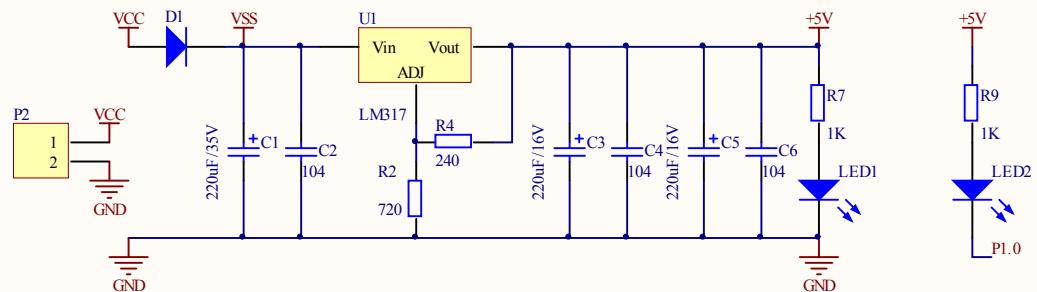 VCC
D1
VSS
U1
+5V
+5V
Vin
Vout
ADJ
LM317
P2
1
2
VCC
GND
220uF/35V
C1
C2
104
R4
240
R2
720
220uF/16V
C3
C4
104
220uF/16V
C5
C6
104
R7
1K
LED1
R9
1K
LED2
P1.0
GND
GND